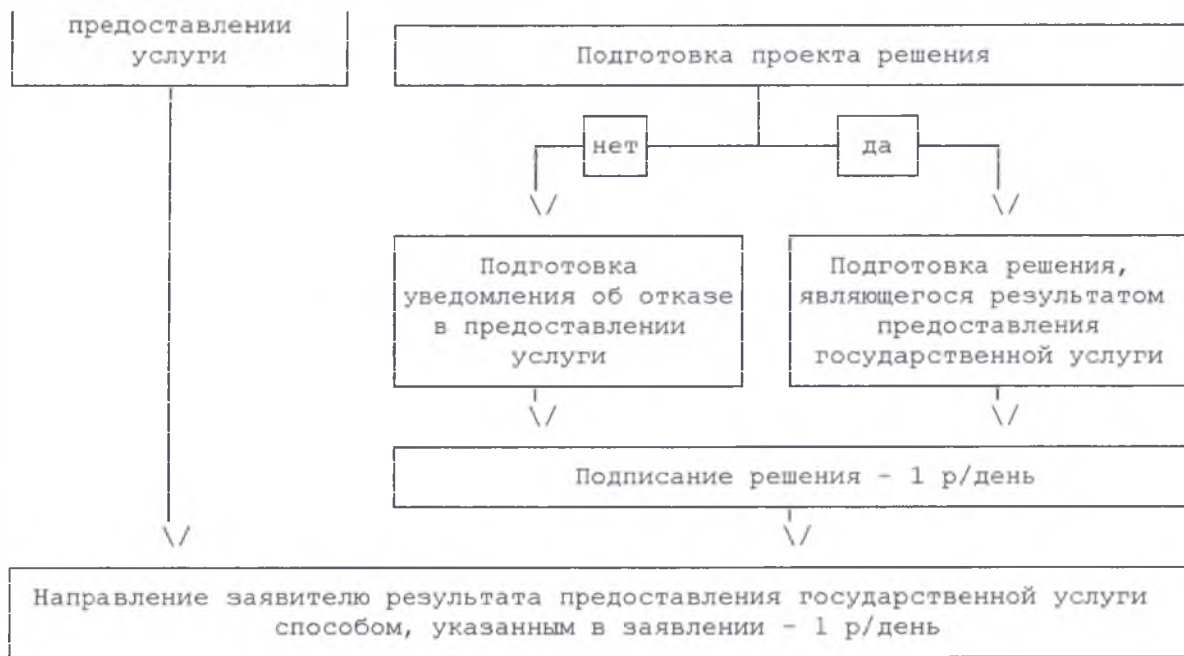 предоставлении
услуги
Подготовка проекта решения
нет
да
Подготовка
уведомления об отказе
в предоставлении
услуги
Подготовка решения,
являющегося результатом
предоставления
государственной услуги
Подписание решения - 1 р/день
Направление заявителю результата предоставления государственной услуги
способом, указанным в заявлении - 1 р/день